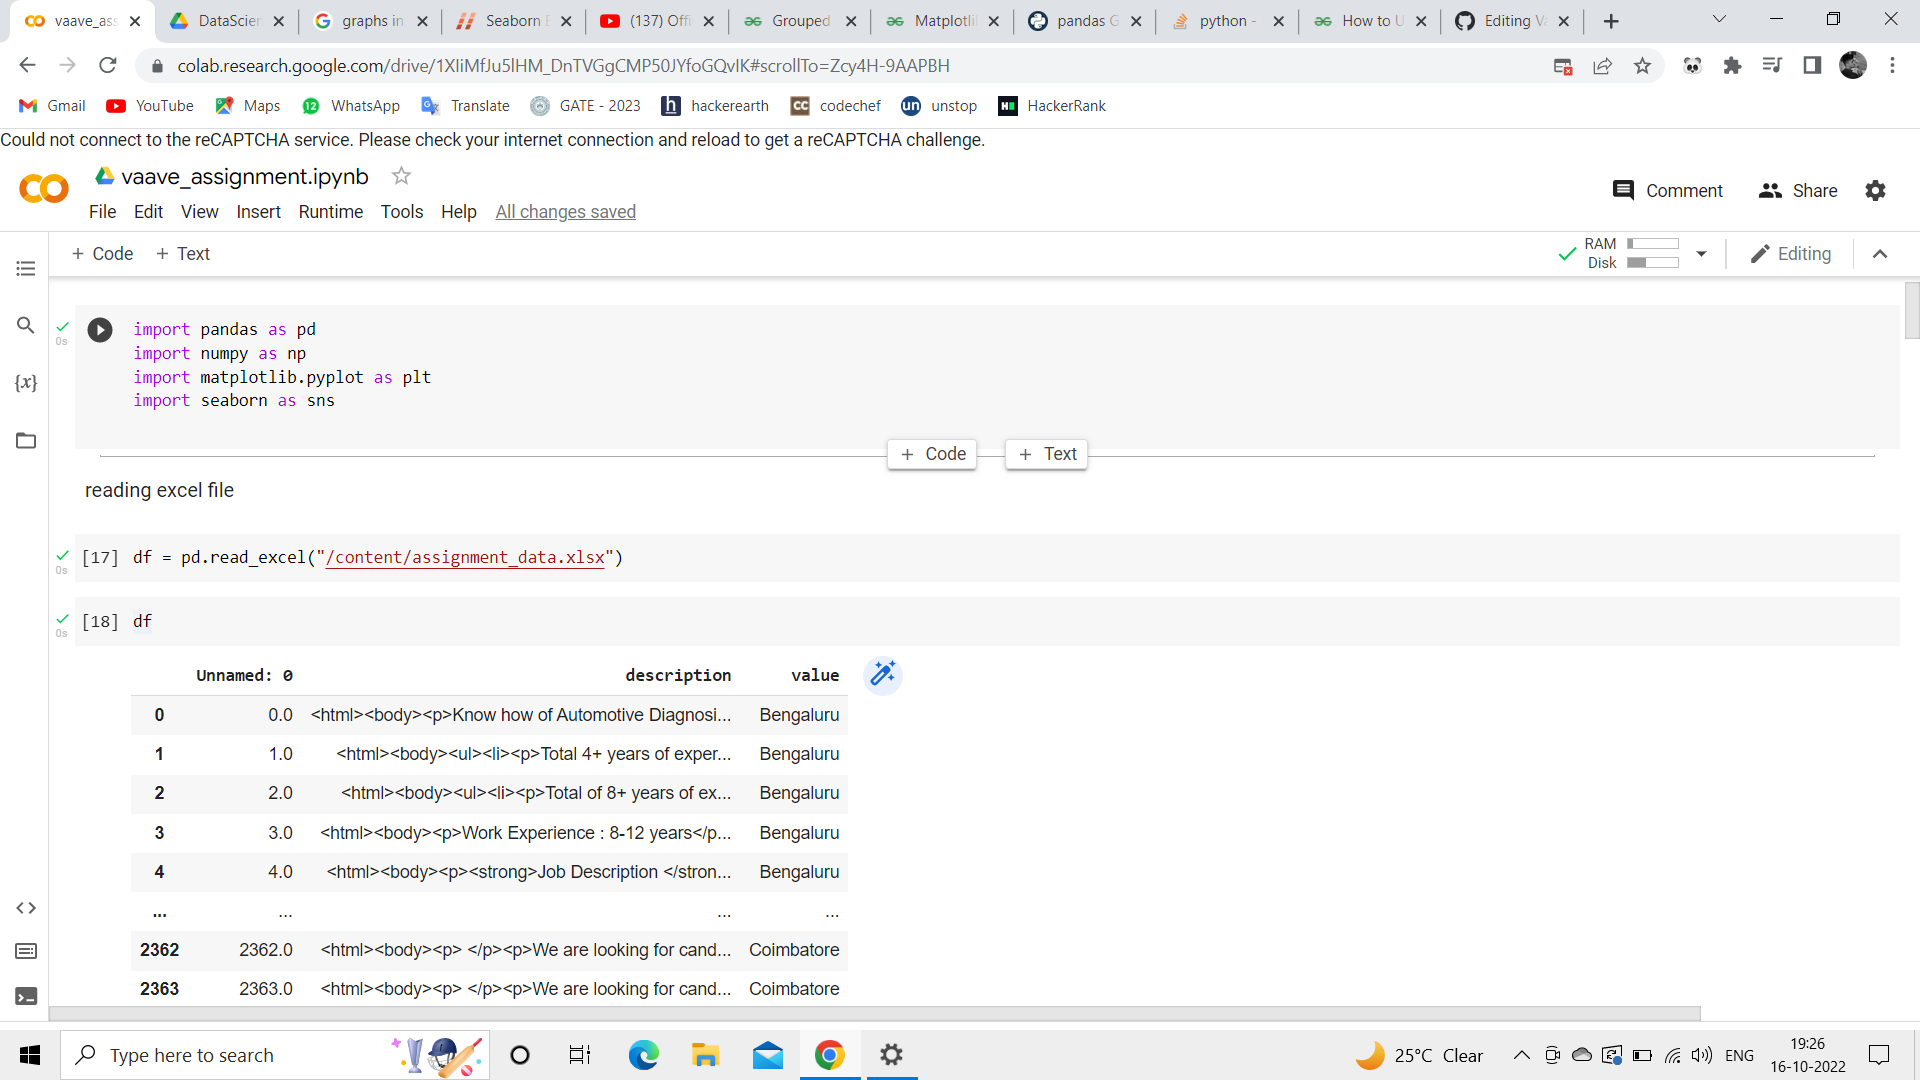 vaave_ass
DataScien
graphs in
Seaborn B
(137) Offi
Grouped
Matplotli
pandas G
python -
How to U
Editing Va
colab.research.google.com/drive/1XIiMfJu5lHM_DnTVGgCMP50JYfoGQvIK#scrollTo=Zcy4H-9AAPBH
Gmail
YouTube
Maps
12
WhatsApp
Translate
GATE - 2023
h
hackerearth
CC
codechef
un
unstop
H
HackerRank
Could not connect to the reCAPTCHA service. Please check your internet connection and reload to get a reCAPTCHA challenge.
CO
vaave_assignment.ipynb
Comment
Share
File Edit View Insert Runtime Tools Help All changes saved
+ Code + Text
RAM
Disk
Editing
import pandas as pd
0s
import numpy as np
{x}
import matplotlib.pyplot as plt
import seaborn as sns
+ Code + Text
reading excel file
[17] df = pd.read_excel("/content/assignment_data.xlsx")
0s
[18] df
0s
Unnamed: 0 description value
0 0.0 <html><body><p>Know how of Automotive Diagnosi... Bengaluru
1 1.0 <html><body><ul><li><p>Total 4+ years of exper... Bengaluru
2 2.0 <html><body><ul><li><p>Total of 8+ years of ex... Bengaluru
3 3.0 <html><body><p>Work Experience : 8-12 years</p... Bengaluru
4 4.0 <html><body><p><strong>Job Description </stron... Bengaluru
... ... ... ...
2362 2362.0 <html><body><p> </p><p>We are looking for cand... Coimbatore
2363 2363.0 <html><body><p> </p><p>We are looking for cand... Coimbatore
Type here to search
25°C Clear
ENG
19:26
16-10-2022